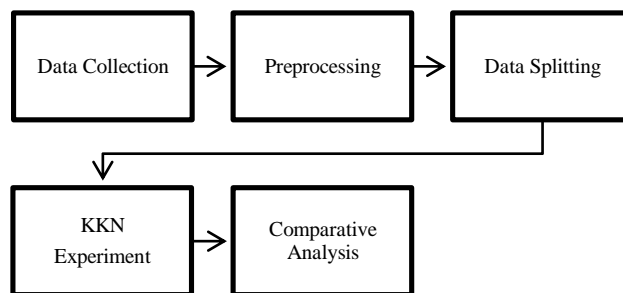 Data Collection
Preprocessing
Data Splitting
KKN
Experiment
Comparative
Analysis